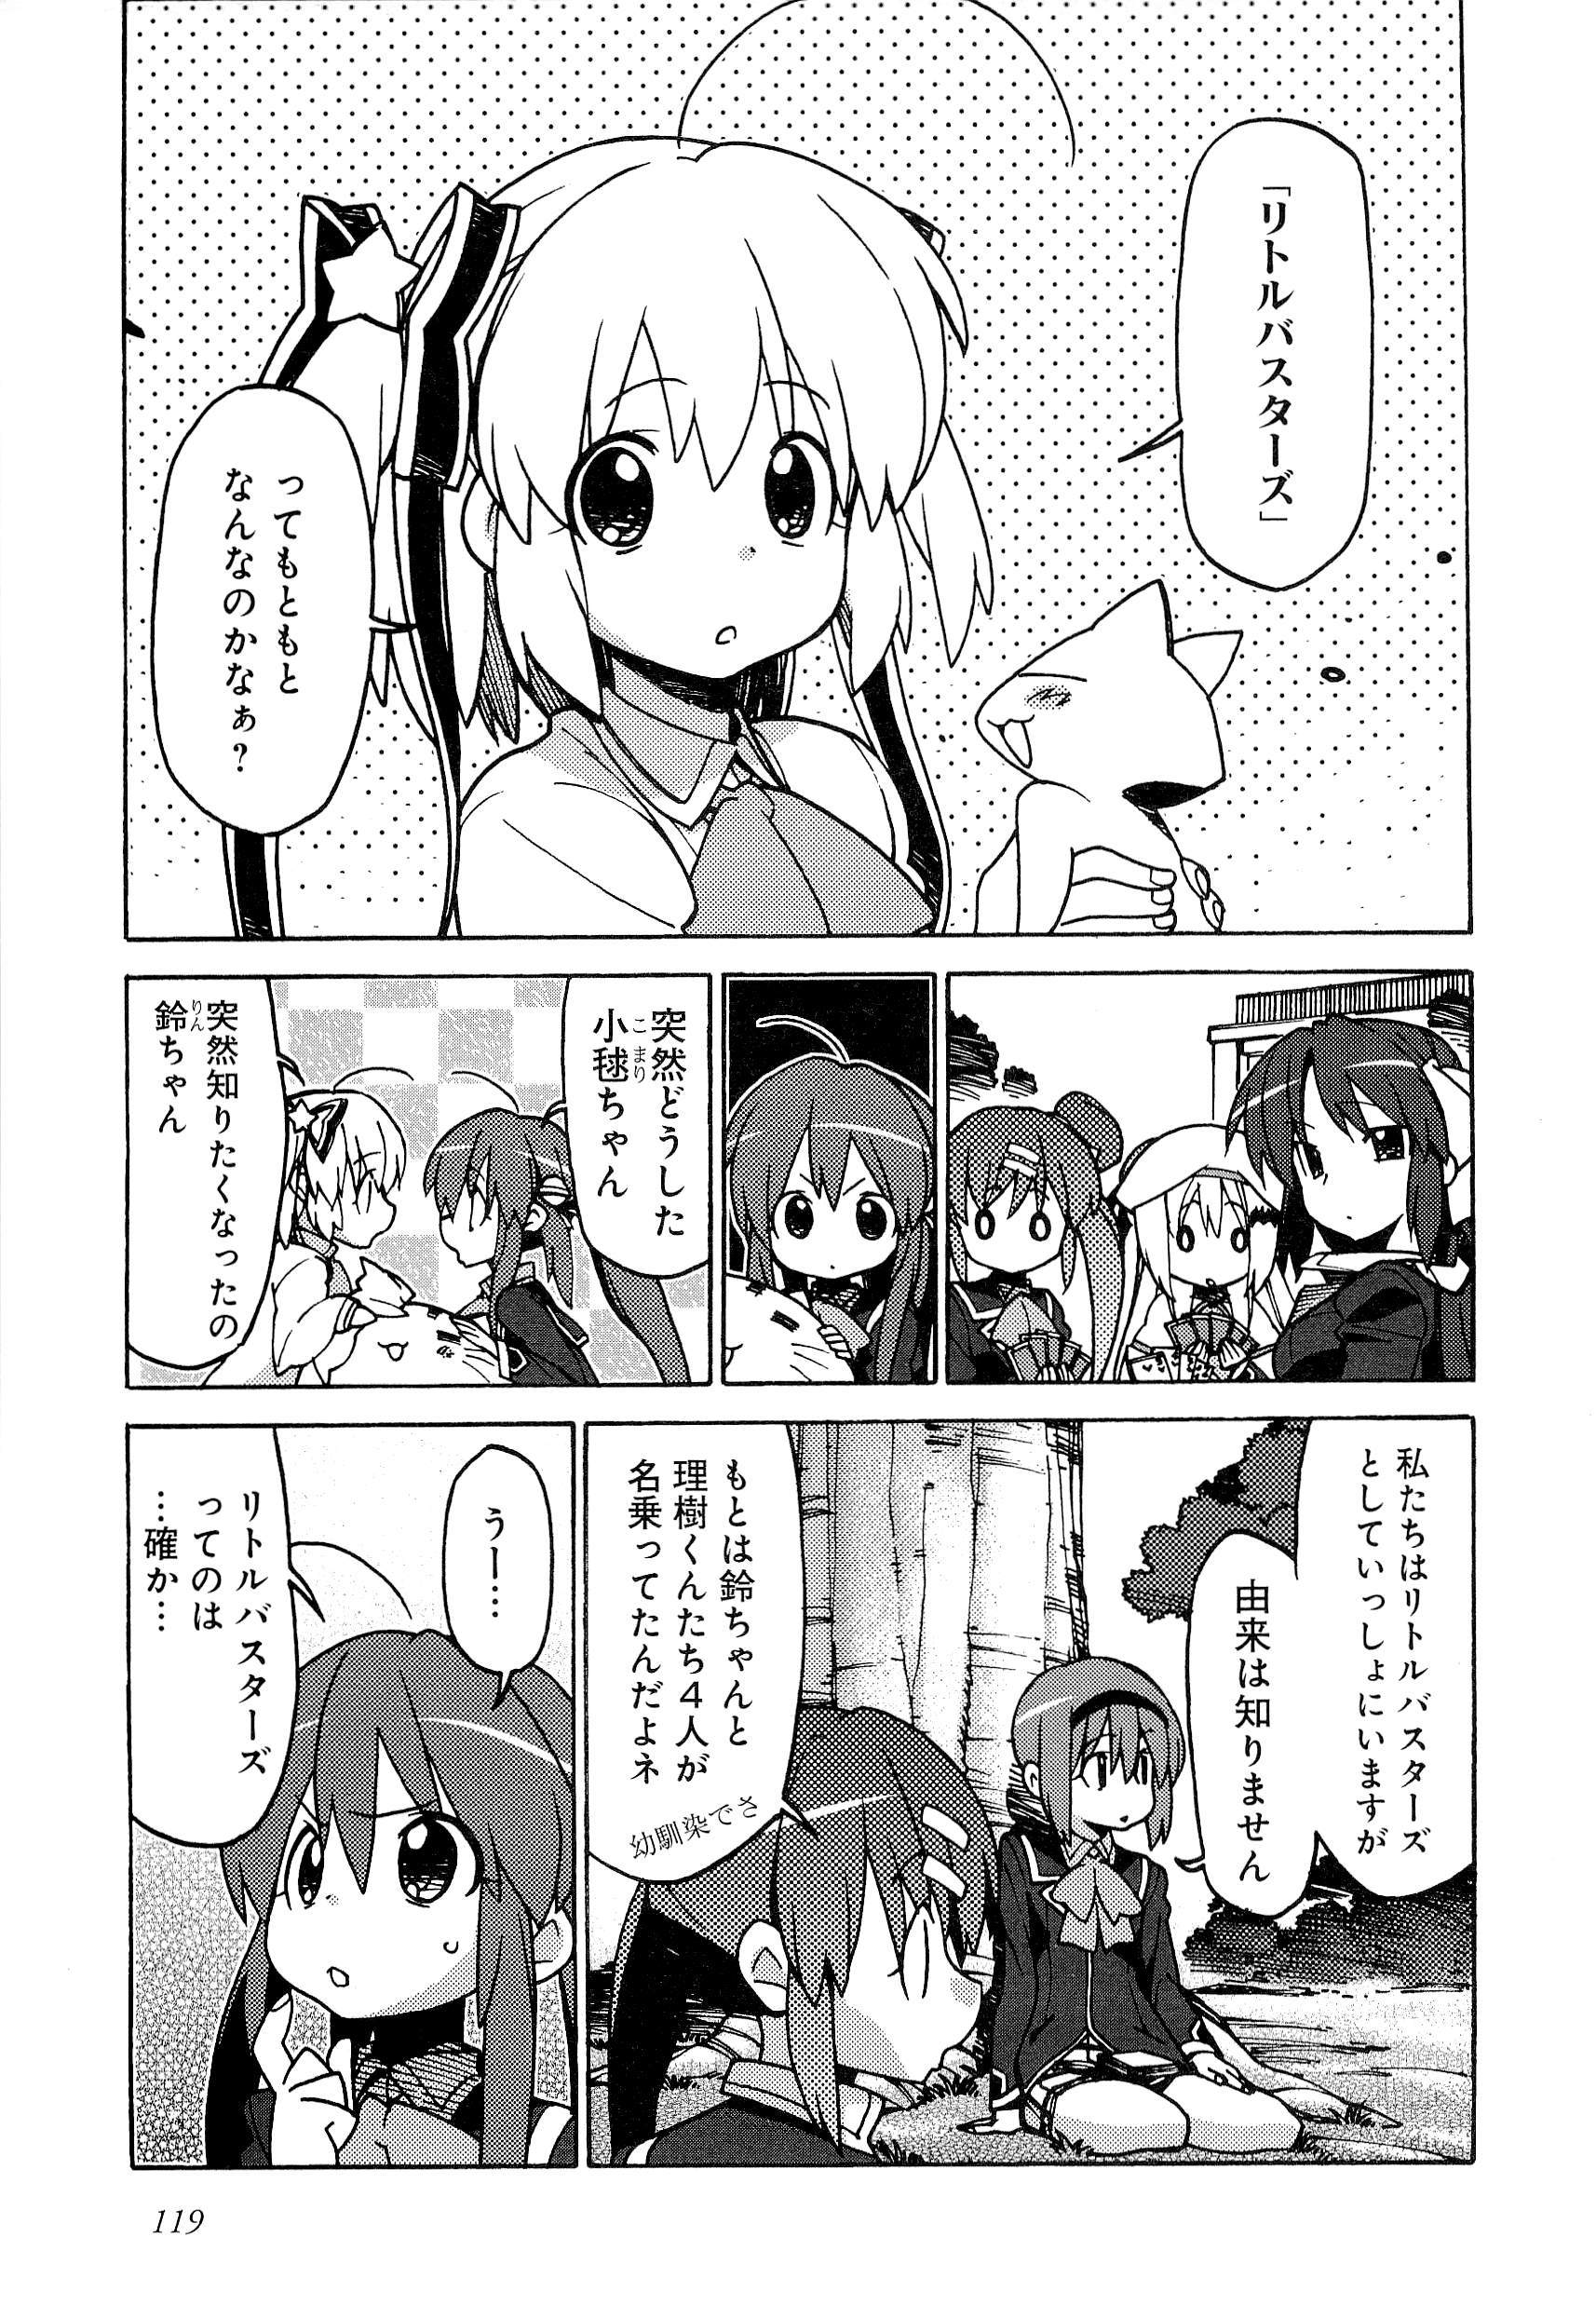 「リトルバスターズ」
ってもともと
なんなのかなぁ?
突然どうした
小毬ちゃん
こまり
突然知りたくなったの
鈴ちゃん
りん
私たちはリトルバスターズ
としていっしょにいますが
由来は知りません
もとは鈴ちゃんと
理樹くんたち4人が
名乗ってたんだよネ
幼馴染でさ
うー…
リトルバスターズ
ってのは
…確か…
119